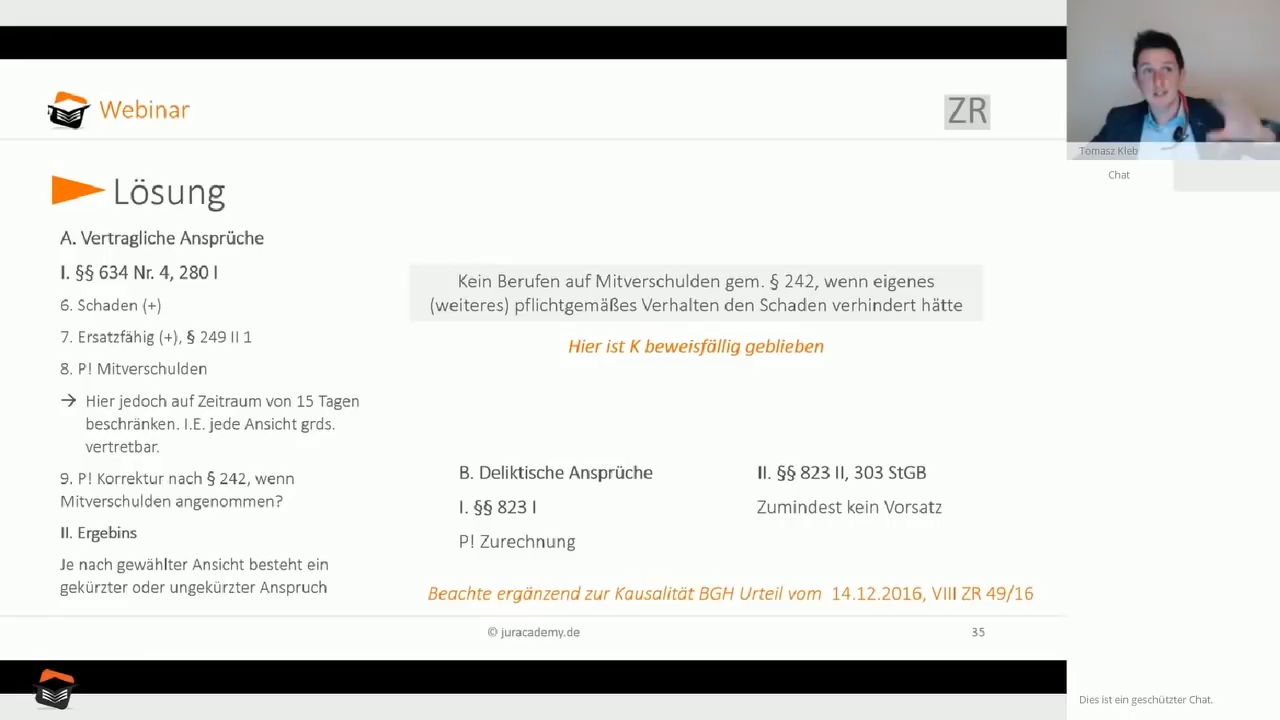 Webinar
ZR
Lösung
A. Vertragliche Ansprüche
I. §§ 634 Nr. 4, 280 I
6. Schaden (+)
7. Ersatzfähig (+), § 249 II 1
8. P! Mitverschulden
→ Hier jedoch auf Zeitraum von 15 Tagen
beschränken. I.E. jede Ansicht grds.
vertretbar.
9. P! Korrektur nach § 242, wenn
Mitverschulden angenommen?
II. Ergebins
Je nach gewählter Ansicht besteht ein
gekürzter oder ungekürzter Anspruch
Kein Berufen auf Mitverschulden gem. § 242, wenn eigenes
(weiteres) pflichtgemäßes Verhalten den Schaden verhindert hätte
Hier ist K beweisfällig geblieben
B. Deliktische Ansprüche
I. §§ 823 I
P! Zurechnung
II. §§ 823 II, 303 StGB
Zumindest kein Vorsatz
Beachte ergänzend zur Kausalität BGH Urteil vom 14.12.2016, VIII ZR 49/16
© juracademy.de
35
Tomasz Kleb
Chat
Dies ist ein geschützter Chat.